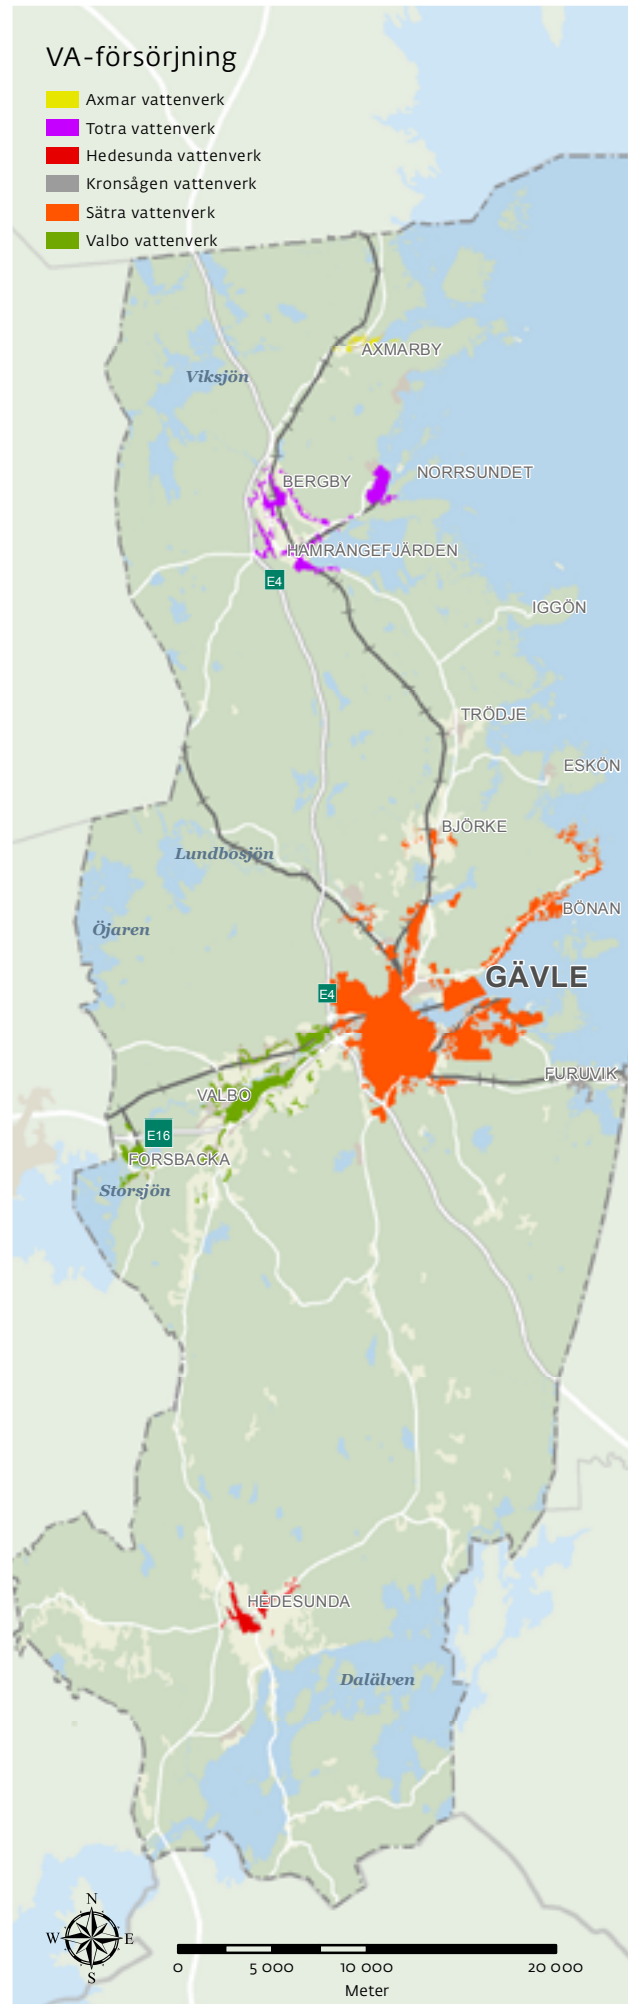 VA-försörjning
Axmar vattenverk
Totra vattenverk
Hedesunda vattenverk
Kronsågen vattenverk
Sätra vattenverk
Valbo vattenverk
AXMARBY
Viksjön
NORRSUNDET
BERGBY
HAMRÅNGEFJÄRDEN
E4
IGGÖN
TRÖDJE
ESKÖN
BJÖRKE
Lundbosjön
BÖNAN
Öjaren
GÄVLE
E4
FURUVIK
VALBO
E16
FORSBACKA
Storsjön
HEDESUNDA
Dalälven
N
W E
S
0 5 000 10 000 20 000
Meter